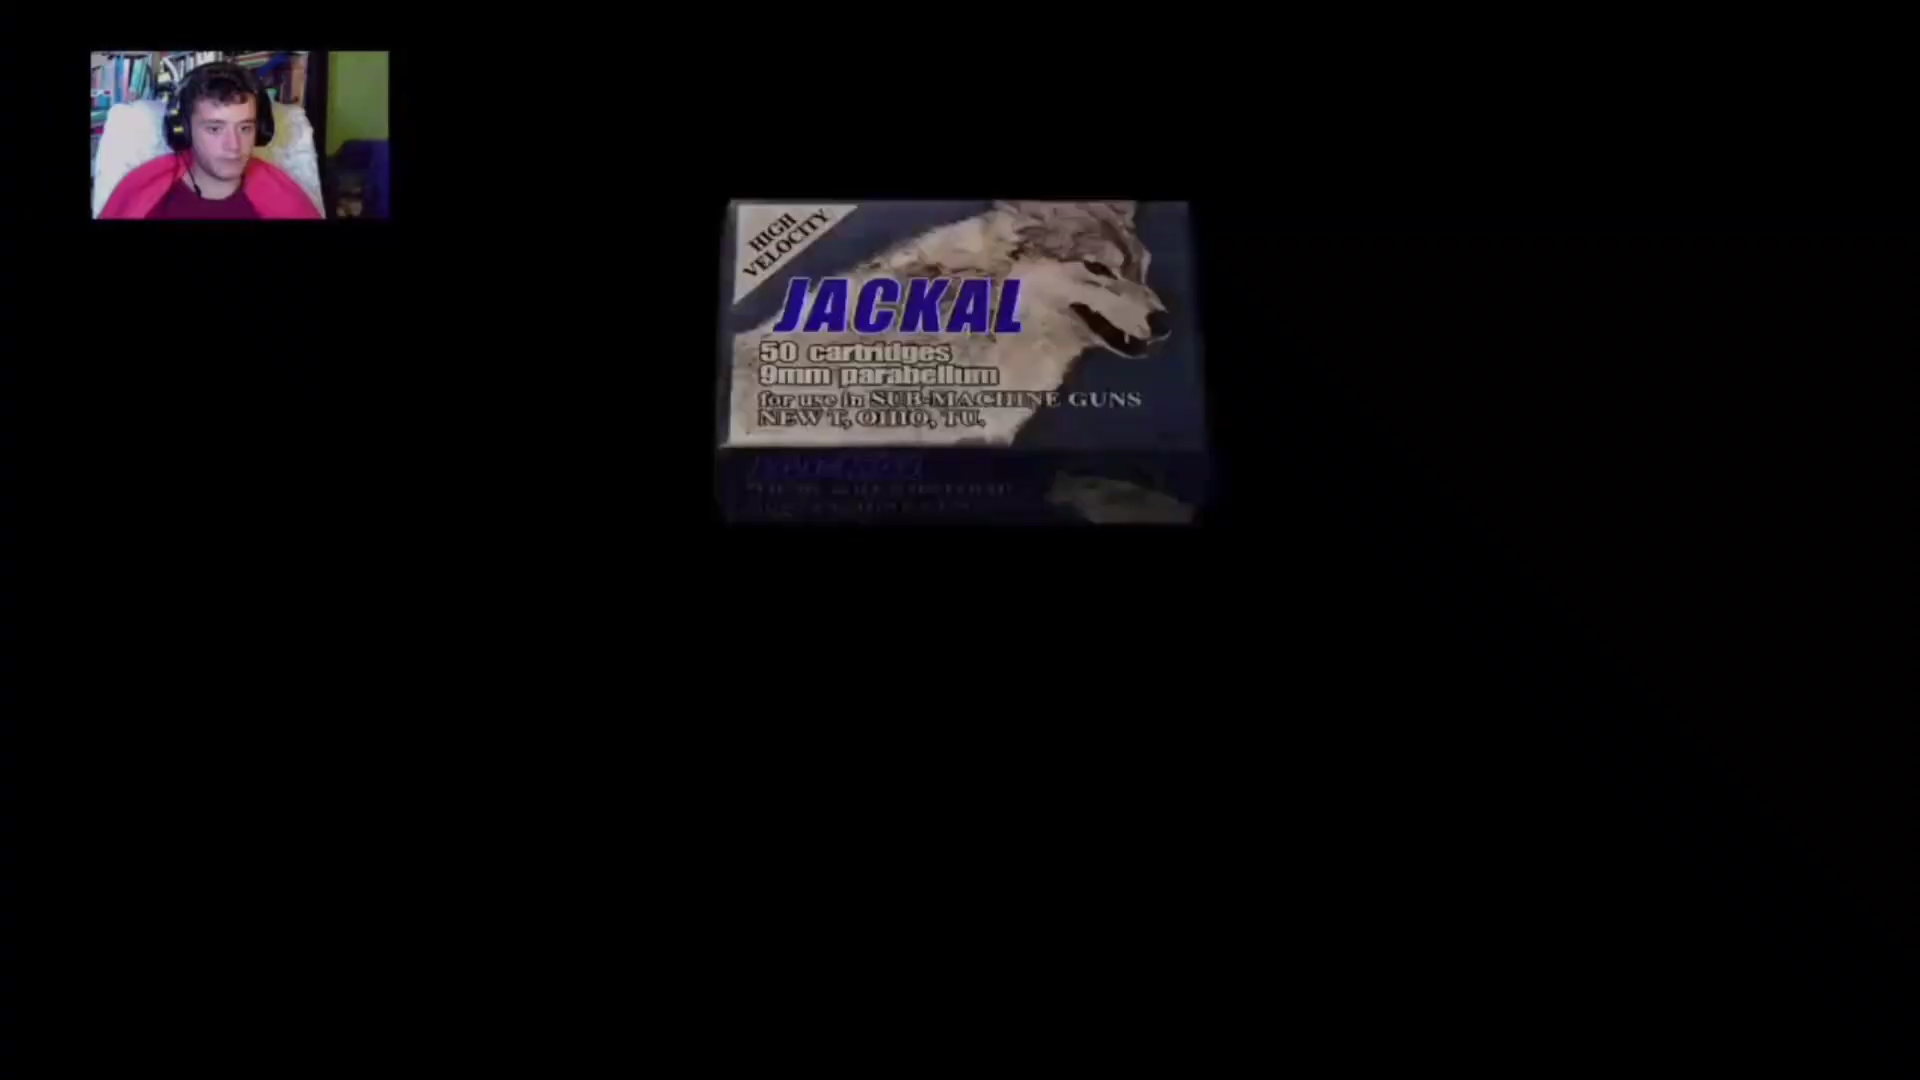 HIGH
VELOCITY
JACKAL
50 cartridges
9mm parabellum
for use in SUB-MACHINE GUNS
NEW T, OHIO, TU.